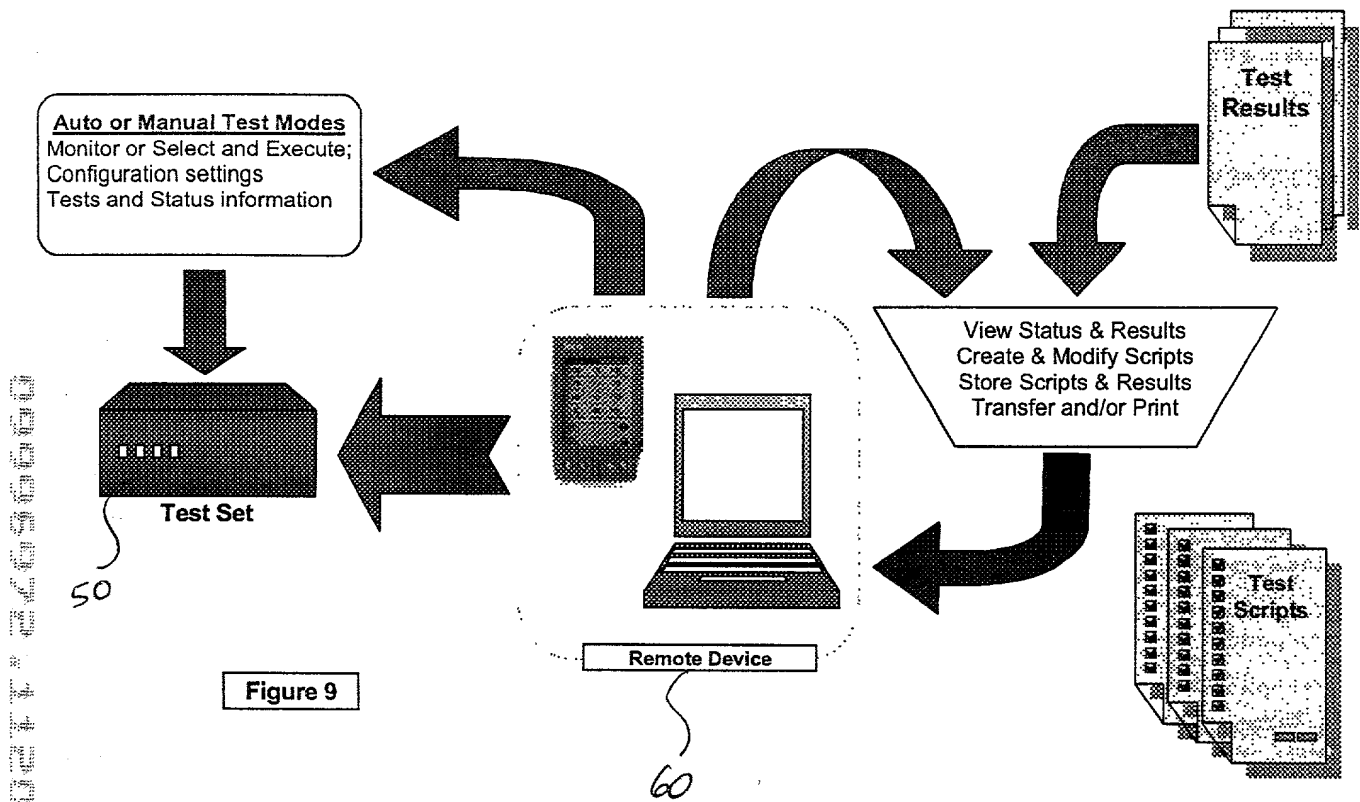 Auto or Manual Test Modes
Monitor or Select and Execute;
Configuration settings
Tests and Status information
Test
Results
View Status & Results
Create & Modify Scripts
Store Scripts & Results
Transfer and/or Print
Test Set
50
Remote Device
60
Test
Scripts
Figure 9